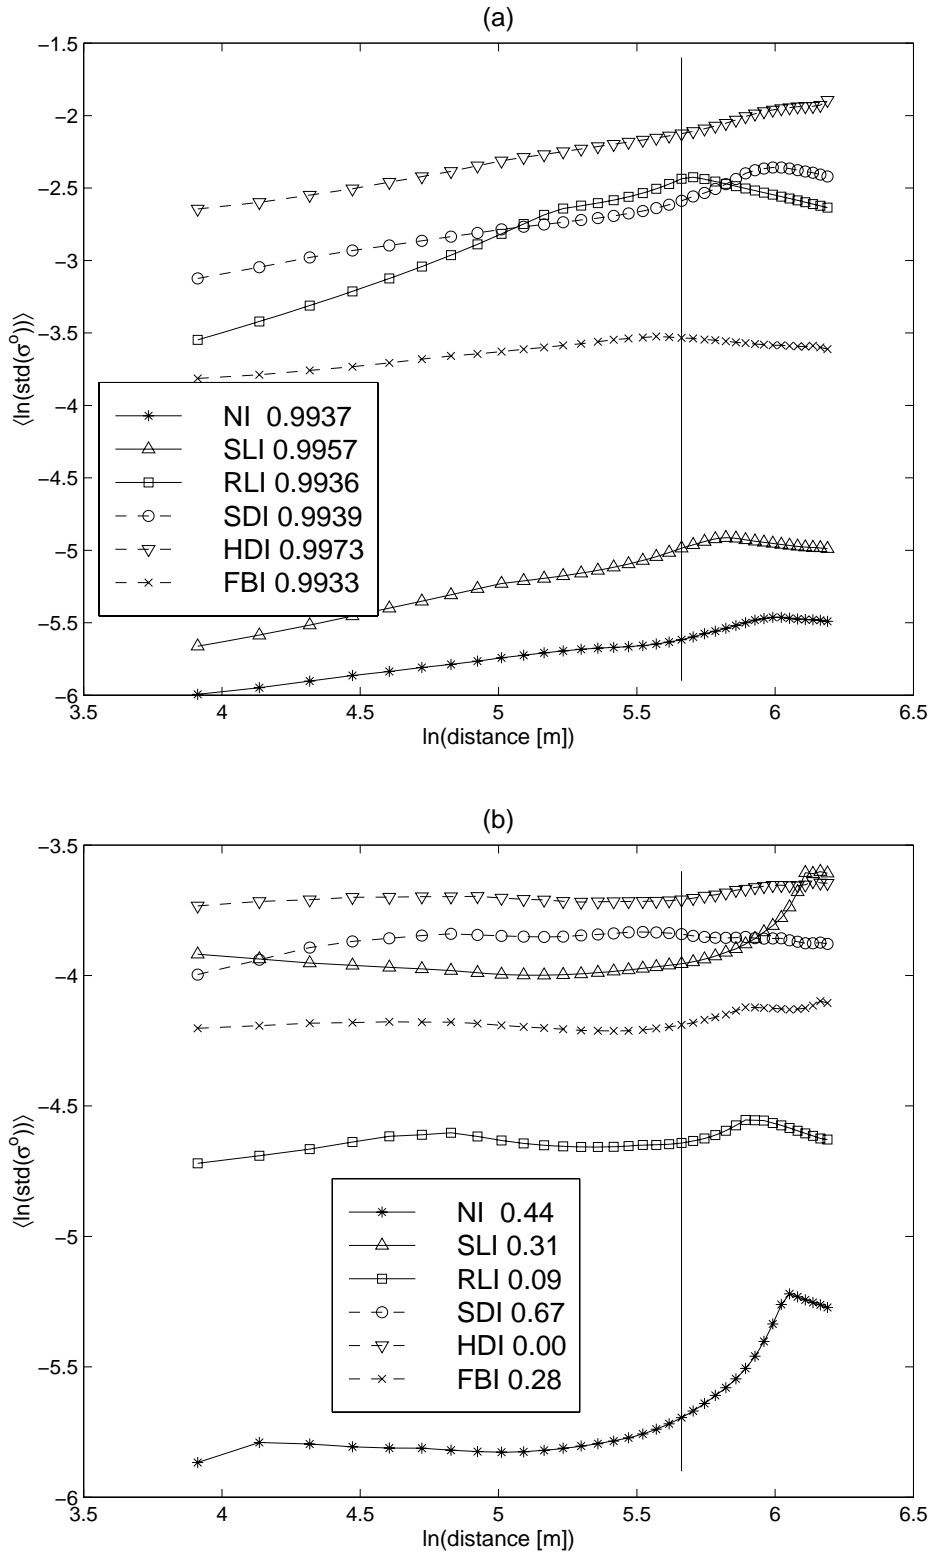 (a)
−1.5
−2
−2.5
−3
−3.5
−4
−4.5
−5
−5.5
−6
⟨ln(std(σ⁰))⟩
NI 0.9937
SLI 0.9957
RLI 0.9936
SDI 0.9939
HDI 0.9973
FBI 0.9933
3.5 4 4.5 5 5.5 6 6.5
ln(distance [m])
(b)
−3.5
−4
−4.5
−5
−5.5
−6
⟨ln(std(σ⁰))⟩
NI 0.44
SLI 0.31
RLI 0.09
SDI 0.67
HDI 0.00
FBI 0.28
3.5 4 4.5 5 5.5 6 6.5
ln(distance [m])